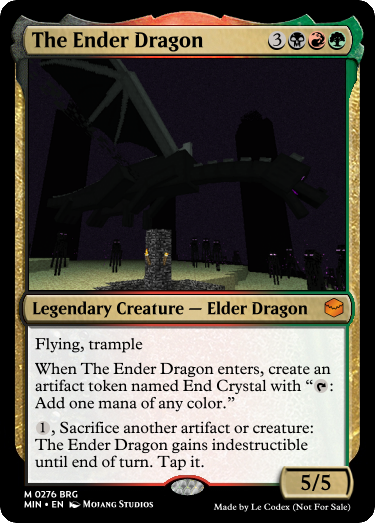 The Ender Dragon 3
Legendary Creature — Elder Dragon
Flying, trample
When The Ender Dragon enters, create an
artifact token named End Crystal with “:
Add one mana of any color.”
1, Sacrifice another artifact or creature:
The Ender Dragon gains indestructible
until end of turn. Tap it.
5/5
M 0276 BRG
MIN • EN Mojang Studios
Made by Le Codex (Not For Sale)